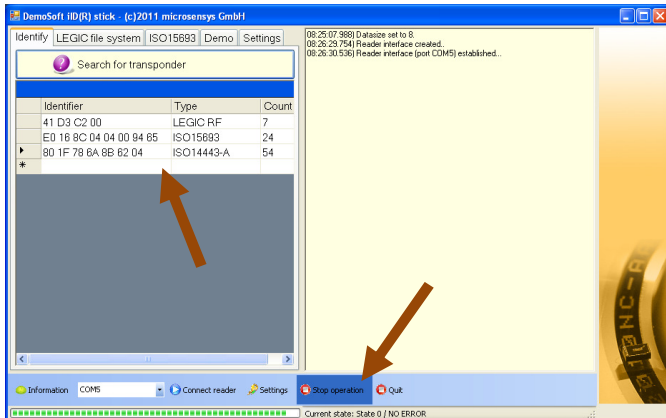 DemoSoft iID(R) stick - (c)2011 microsensys GmbH
Identify LEGIC file system ISO15693 Demo Settings
Search for transponder
Identifier Type Count
41 D3 C2 00 LEGIC RF 7
E0 16 8C 04 04 00 94 65 ISO15693 24
80 1F 78 6A 8B 62 04 ISO14443-A 54
*
08:25:07.988) Datasize set to 8.
08:26:29.754) Reader interface created..
08:26:30.536) Reader interface (port COM5) established...
NC-A
Information COM5 Connect reader Settings Stop operation Quit
Current state: State 0 / NO ERROR